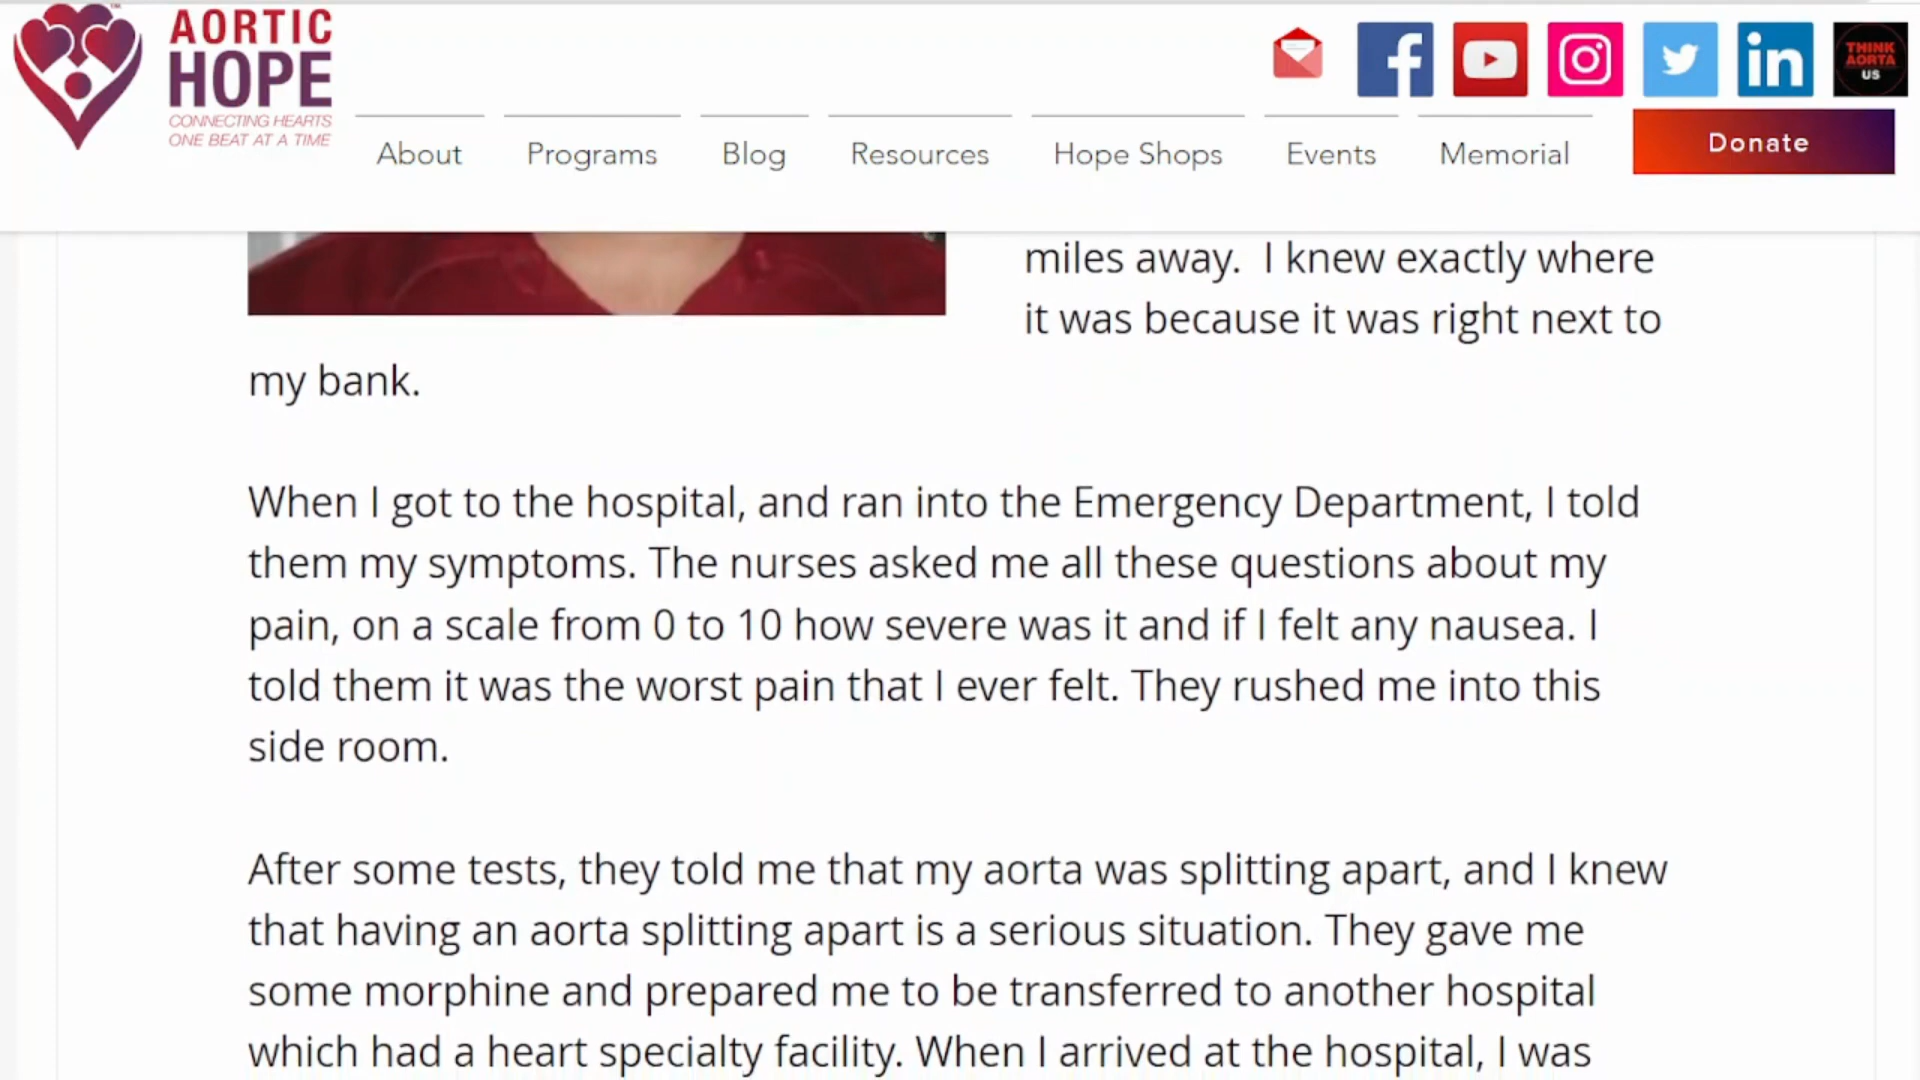 AORTIC
HOPE
CONNECTING HEARTS
ONE BEAT AT A TIME
THINK
AORTA
US
About
Programs
Blog
Resources
Hope Shops
Events
Memorial
Donate
miles away.  I knew exactly where
it was because it was right next to
my bank.
When I got to the hospital, and ran into the Emergency Department, I told
them my symptoms. The nurses asked me all these questions about my
pain, on a scale from 0 to 10 how severe was it and if I felt any nausea. I
told them it was the worst pain that I ever felt. They rushed me into this
side room.
After some tests, they told me that my aorta was splitting apart, and I knew
that having an aorta splitting apart is a serious situation. They gave me
some morphine and prepared me to be transferred to another hospital
which had a heart specialty facility. When I arrived at the hospital, I was